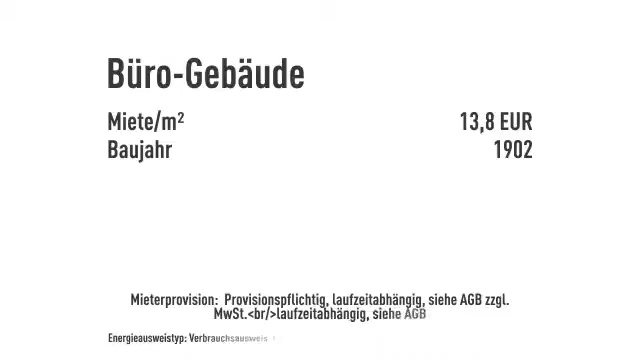 Büro-Gebäude
Miete/m² 13,8 EUR
Baujahr 1902
Mieterprovision: Provisionspflichtig, laufzeitabhängig, siehe AGB zzgl.
MwSt.<br/>laufzeitabhängig, siehe AGB
Energieausweistyp: Verbrauchsausweis